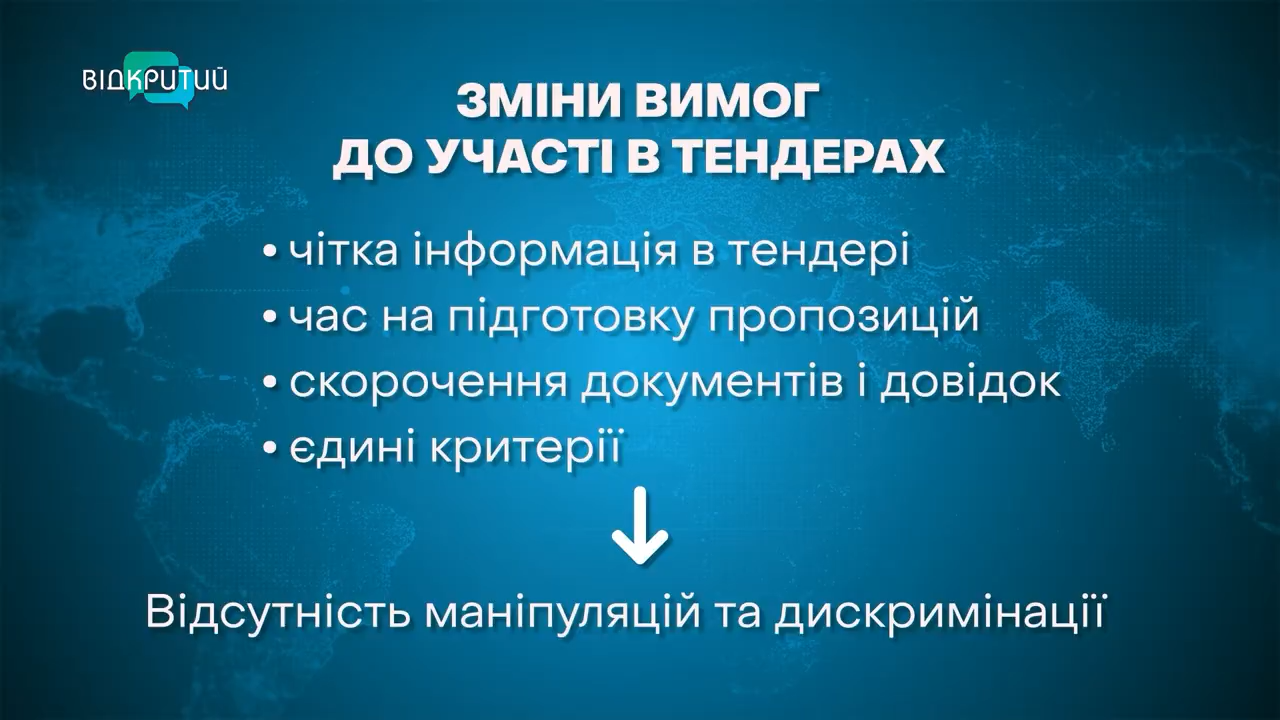 ВІДКРИТИЙ
ЗМІНИ ВИМОГ
ДО УЧАСТІ В ТЕНДЕРАХ
• чітка інформація в тендері
• час на підготовку пропозицій
• скорочення документів і довідок
• єдині критерії
Відсутність маніпуляцій та дискримінації